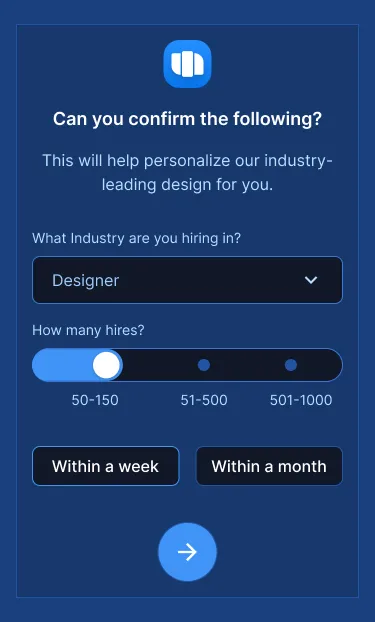 Can you confirm the following?
This will help personalize our industry-
leading design for you.
What Industry are you hiring in?
Designer
How many hires?
50-150 51-500 501-1000
Within a week Within a month